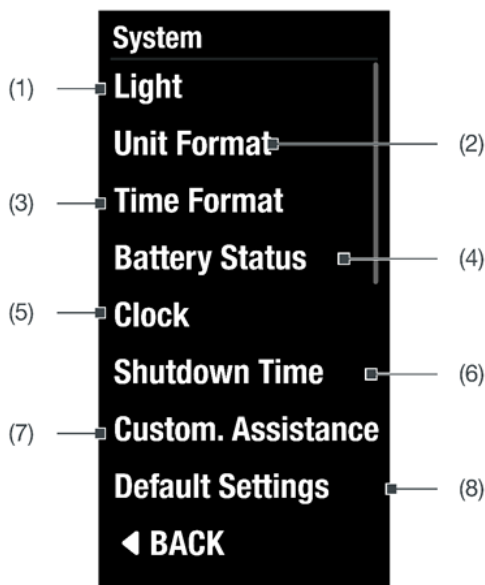 System
(1) Light
Unit Format (2)
(3) Time Format
Battery Status (4)
(5) Clock
Shutdown Time (6)
(7) Custom. Assistance
Default Settings (8)
◀ BACK